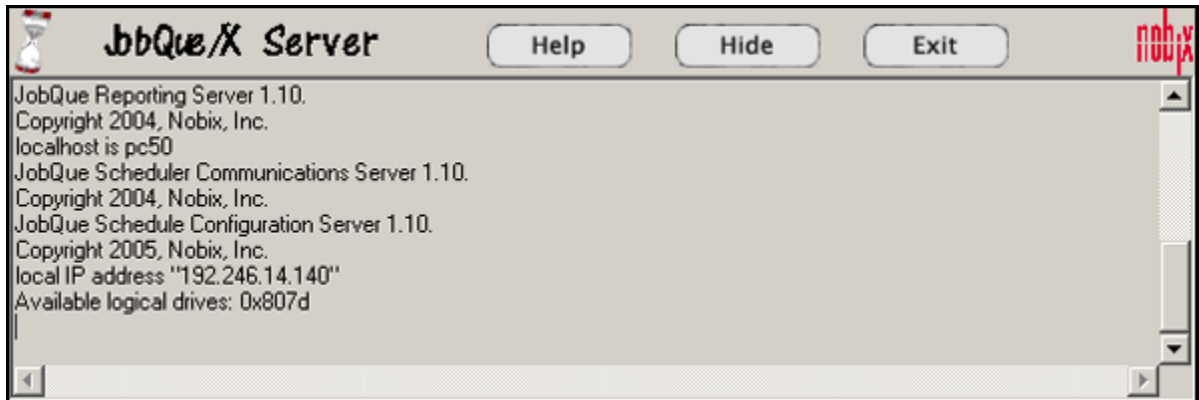 JobQue/X Server
Help
Hide
Exit
nobix
JobQue Reporting Server 1.10.
Copyright 2004, Nobix, Inc.
localhost is pc50
JobQue Scheduler Communications Server 1.10.
Copyright 2004, Nobix, Inc.
JobQue Schedule Configuration Server 1.10.
Copyright 2005, Nobix, Inc.
local IP address "192.246.14.140"
Available logical drives: 0x807d